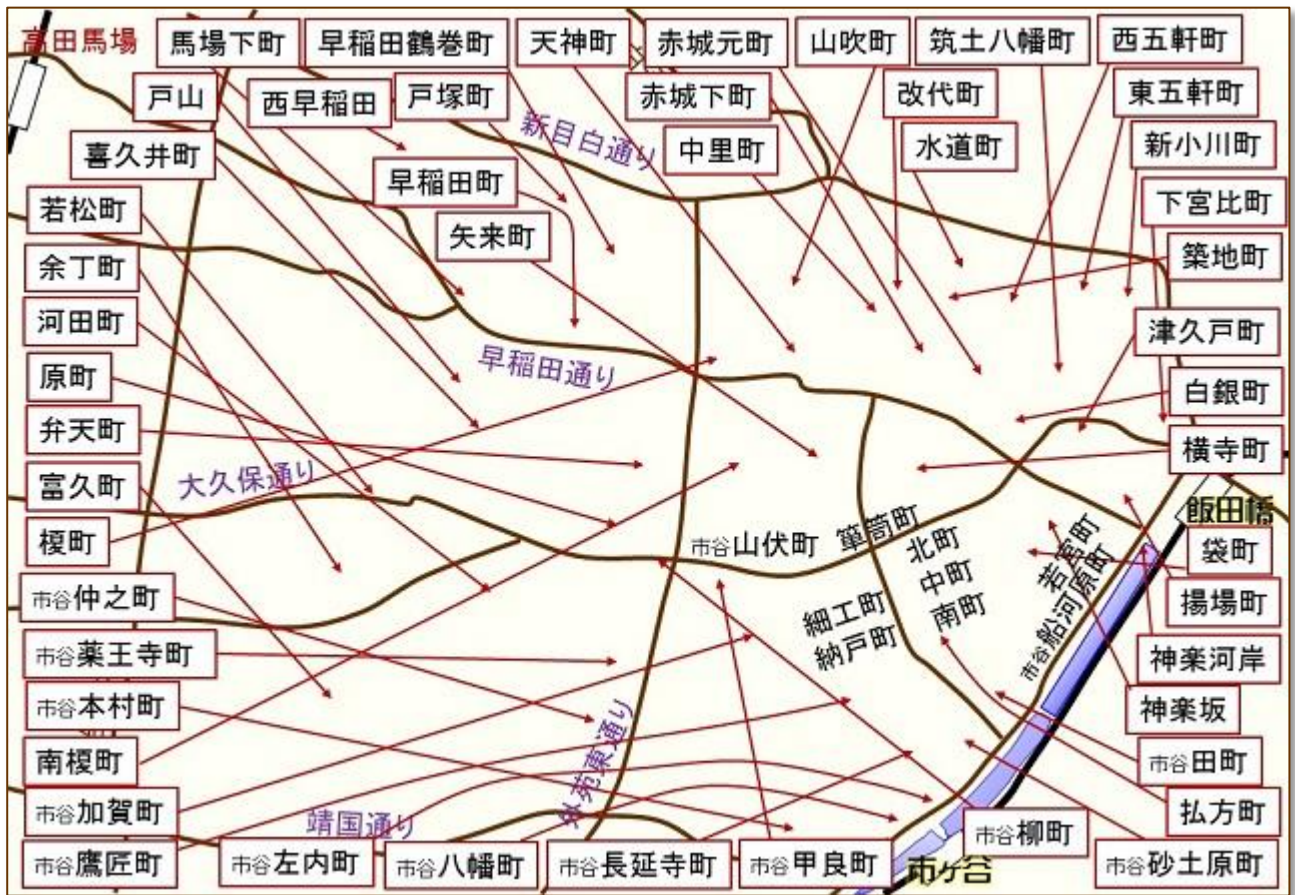 高田馬場
馬場下町
早稲田鶴巻町
天神町
赤城元町
山吹町
筑土八幡町
西五軒町
戸山
西早稲田
戸塚町
赤城下町
改代町
東五軒町
喜久井町
新目白通り
中里町
水道町
新小川町
早稲田町
若松町
下宮比町
矢来町
余丁町
築地町
河田町
津久戸町
早稲田通り
原町
白銀町
弁天町
横寺町
大久保通り
富久町
飯田橋
榎町
市谷山伏町
箪笥町
北町
中町
南町
若宮町
市谷船河原町
袋町
市谷仲之町
揚場町
細工町
納戸町
市谷薬王寺町
神楽河岸
市谷本村町
神楽坂
南榎町
外苑東通り
市谷田町
市谷加賀町
払方町
靖国通り
市谷柳町
市谷鷹匠町
市谷左内町
市谷八幡町
市谷長延寺町
市谷甲良町
市ヶ谷
市谷砂土原町